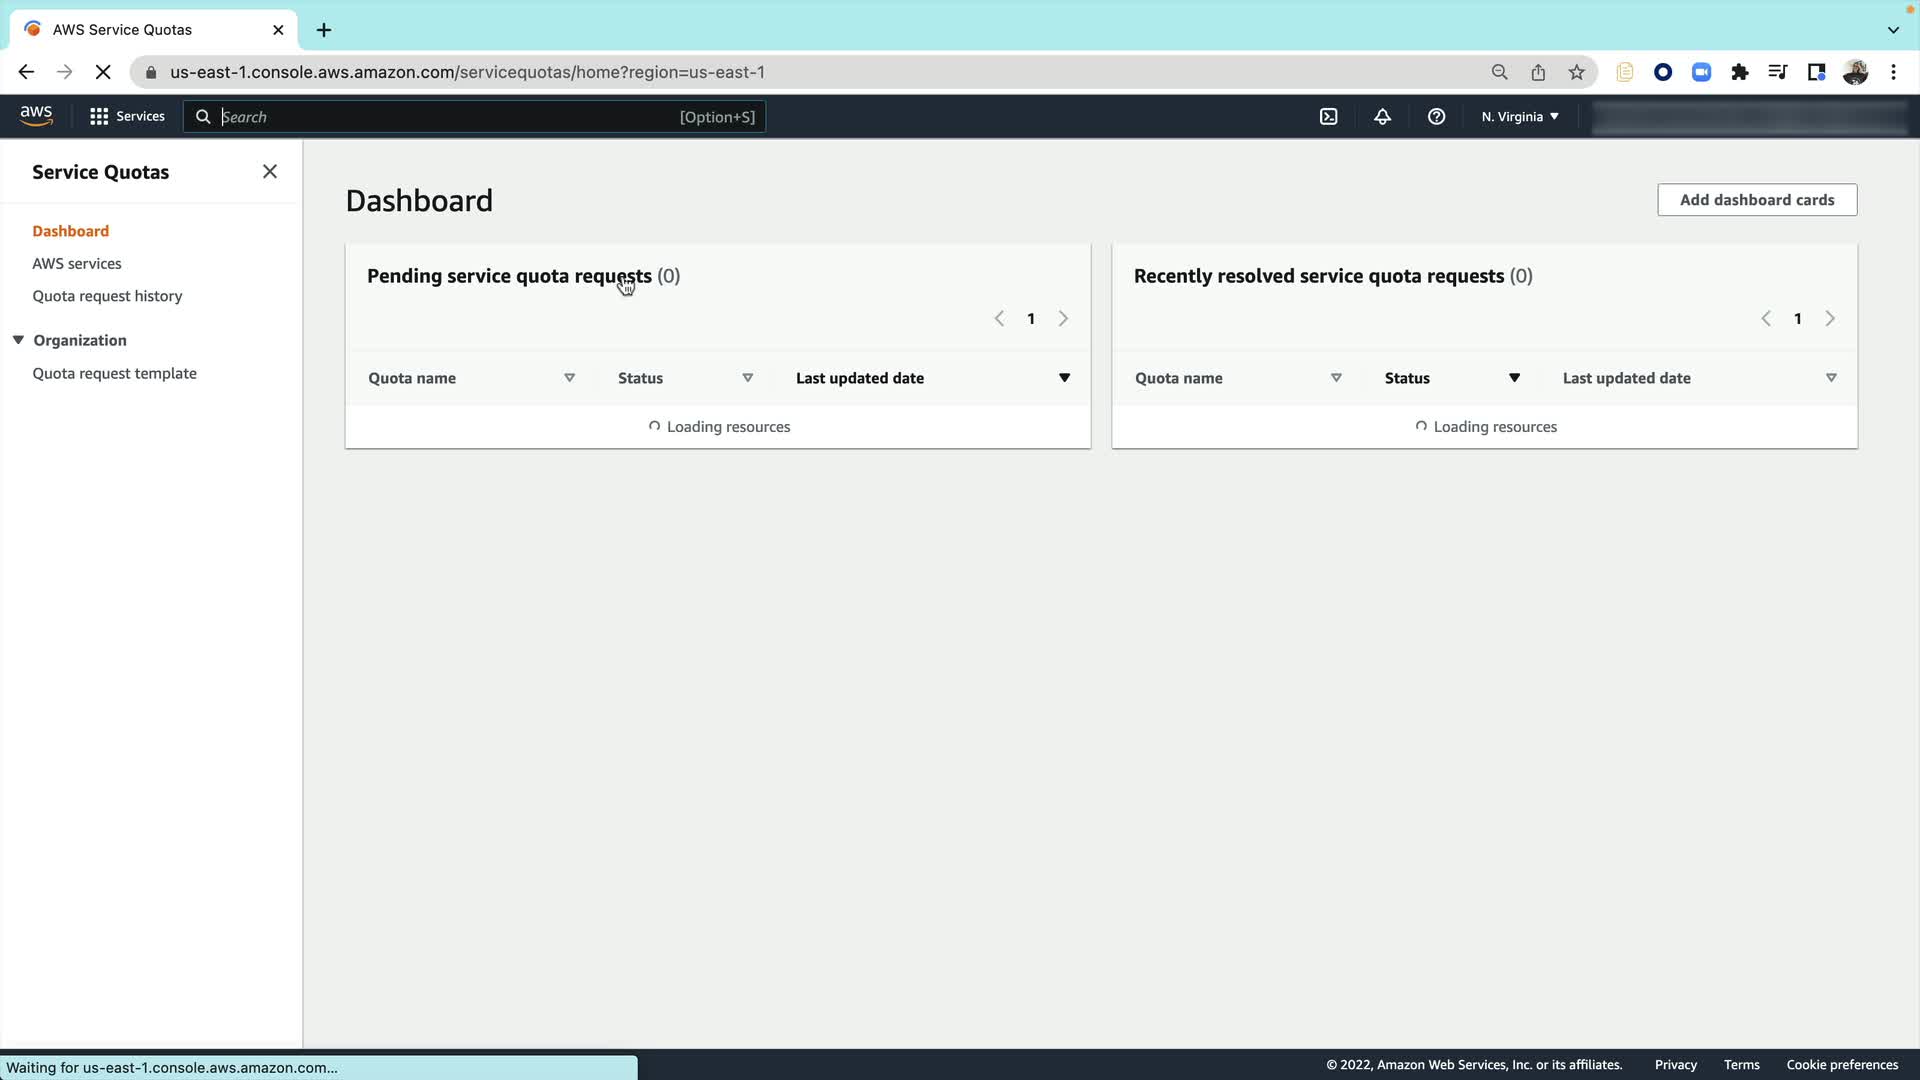 AWS Service Quotas
us-east-1.console.aws.amazon.com/servicequotas/home?region=us-east-1
aws
Services
Search
[Option+S]
N. Virginia
Service Quotas
Dashboard
AWS services
Quota request history
Organization
Quota request template
Dashboard
Add dashboard cards
Pending service quota requests (0)
1
Quota name
Status
Last updated date
Loading resources
Recently resolved service quota requests (0)
1
Quota name
Status
Last updated date
Loading resources
Waiting for us-east-1.console.aws.amazon.com...
© 2022, Amazon Web Services, Inc. or its affiliates.
Privacy
Terms
Cookie preferences